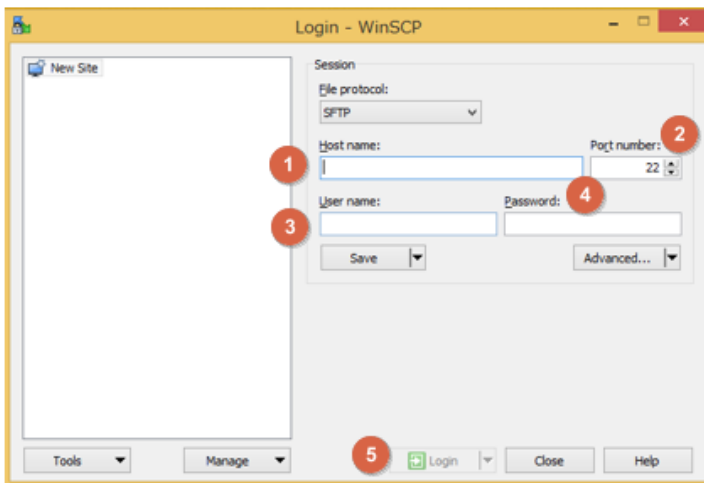 Login - WinSCP
New Site
Session
File protocol:
SFTP
Host name:
Port number:
2
1
22
4
User name:
Password:
3
Save
Advanced...
5
Tools
Manage
Login
Close
Help